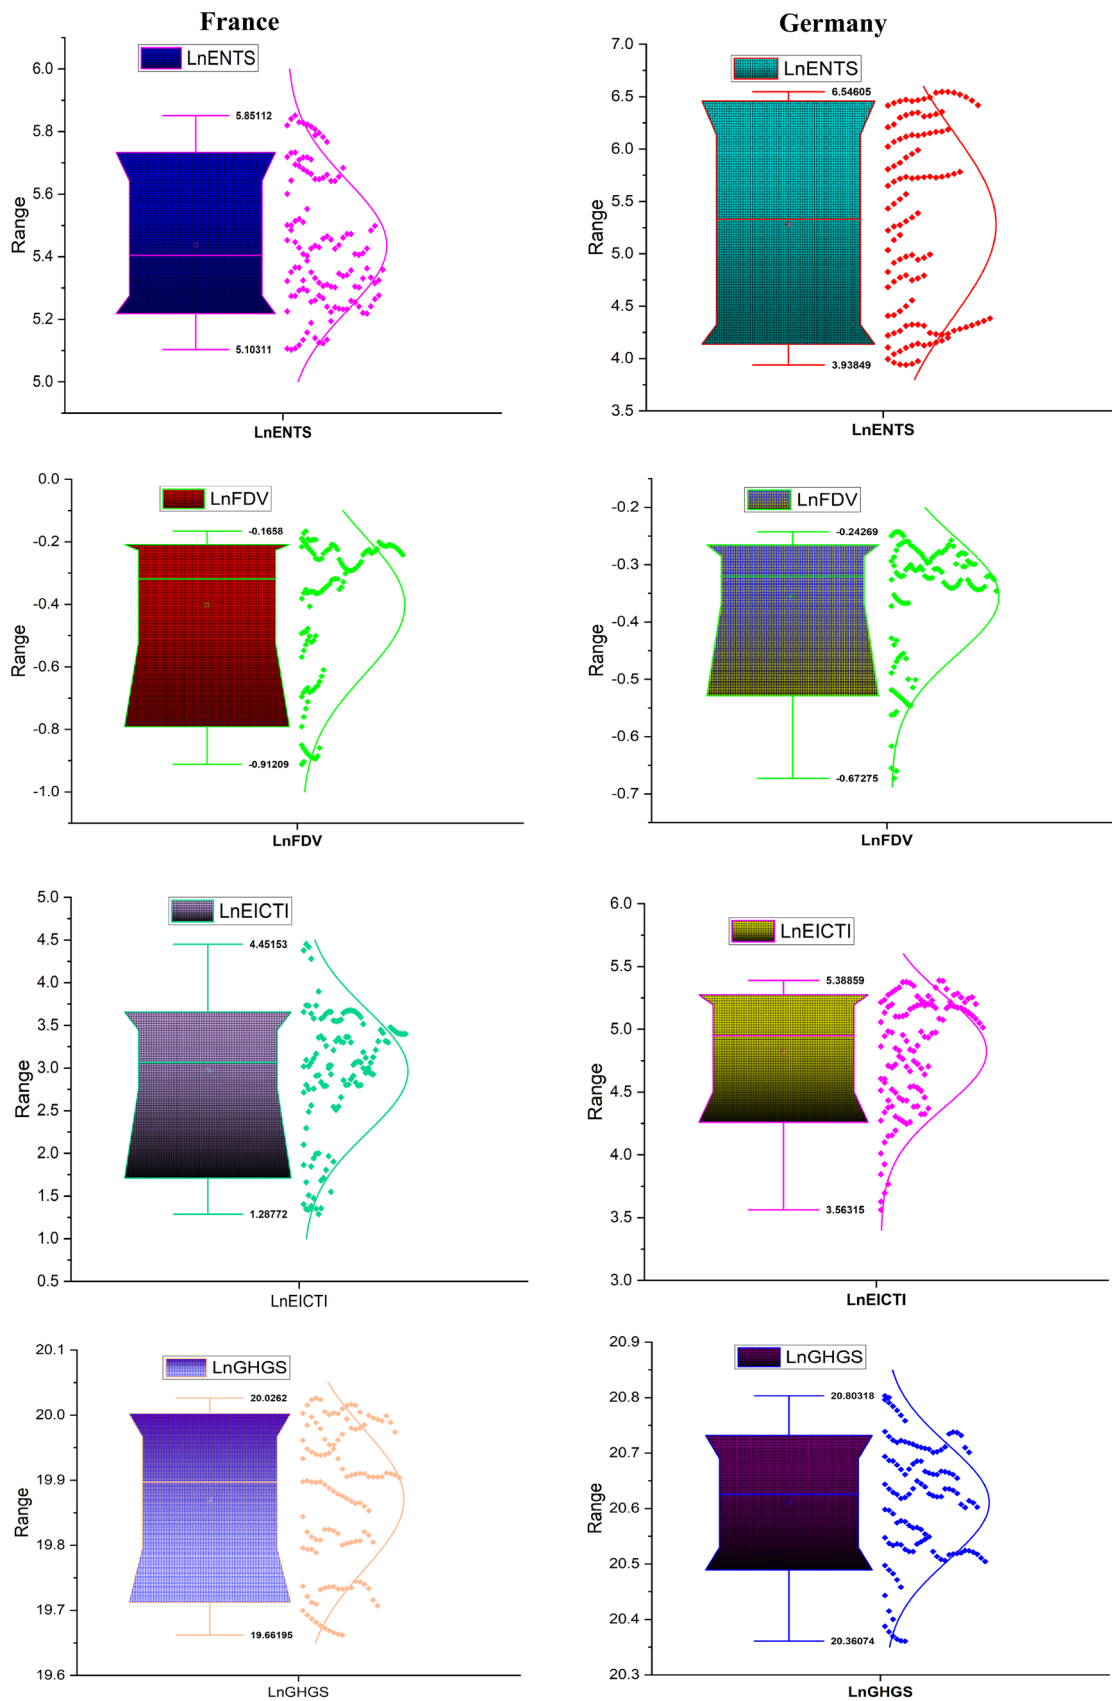 France
Germany
LnENTS
6.0
5.8
5.6
5.4
5.2
5.0
Range
5.85112
5.10311
LnENTS
LnENTS
7.0
6.5
6.0
5.5
5.0
4.5
4.0
3.5
Range
6.54605
3.93849
LnENTS
LnFDV
0.0
-0.2
-0.4
-0.6
-0.8
-1.0
Range
-0.1658
-0.91209
LnFDV
LnFDV
-0.2
-0.3
-0.4
-0.5
-0.6
-0.7
Range
-0.24269
-0.67275
LnFDV
LnEICTI
5.0
4.5
4.0
3.5
3.0
2.5
2.0
1.5
1.0
0.5
Range
4.45153
1.28772
LnEICTI
LnEICTI
6.0
5.5
5.0
4.5
4.0
3.5
3.0
Range
5.38859
3.56315
LnEICTI
LnGHGS
20.1
20.0
19.9
19.8
19.7
19.6
Range
20.0262
19.66195
LnGHGS
LnGHGS
20.9
20.8
20.7
20.6
20.5
20.4
20.3
Range
20.80318
20.36074
LnGHGS